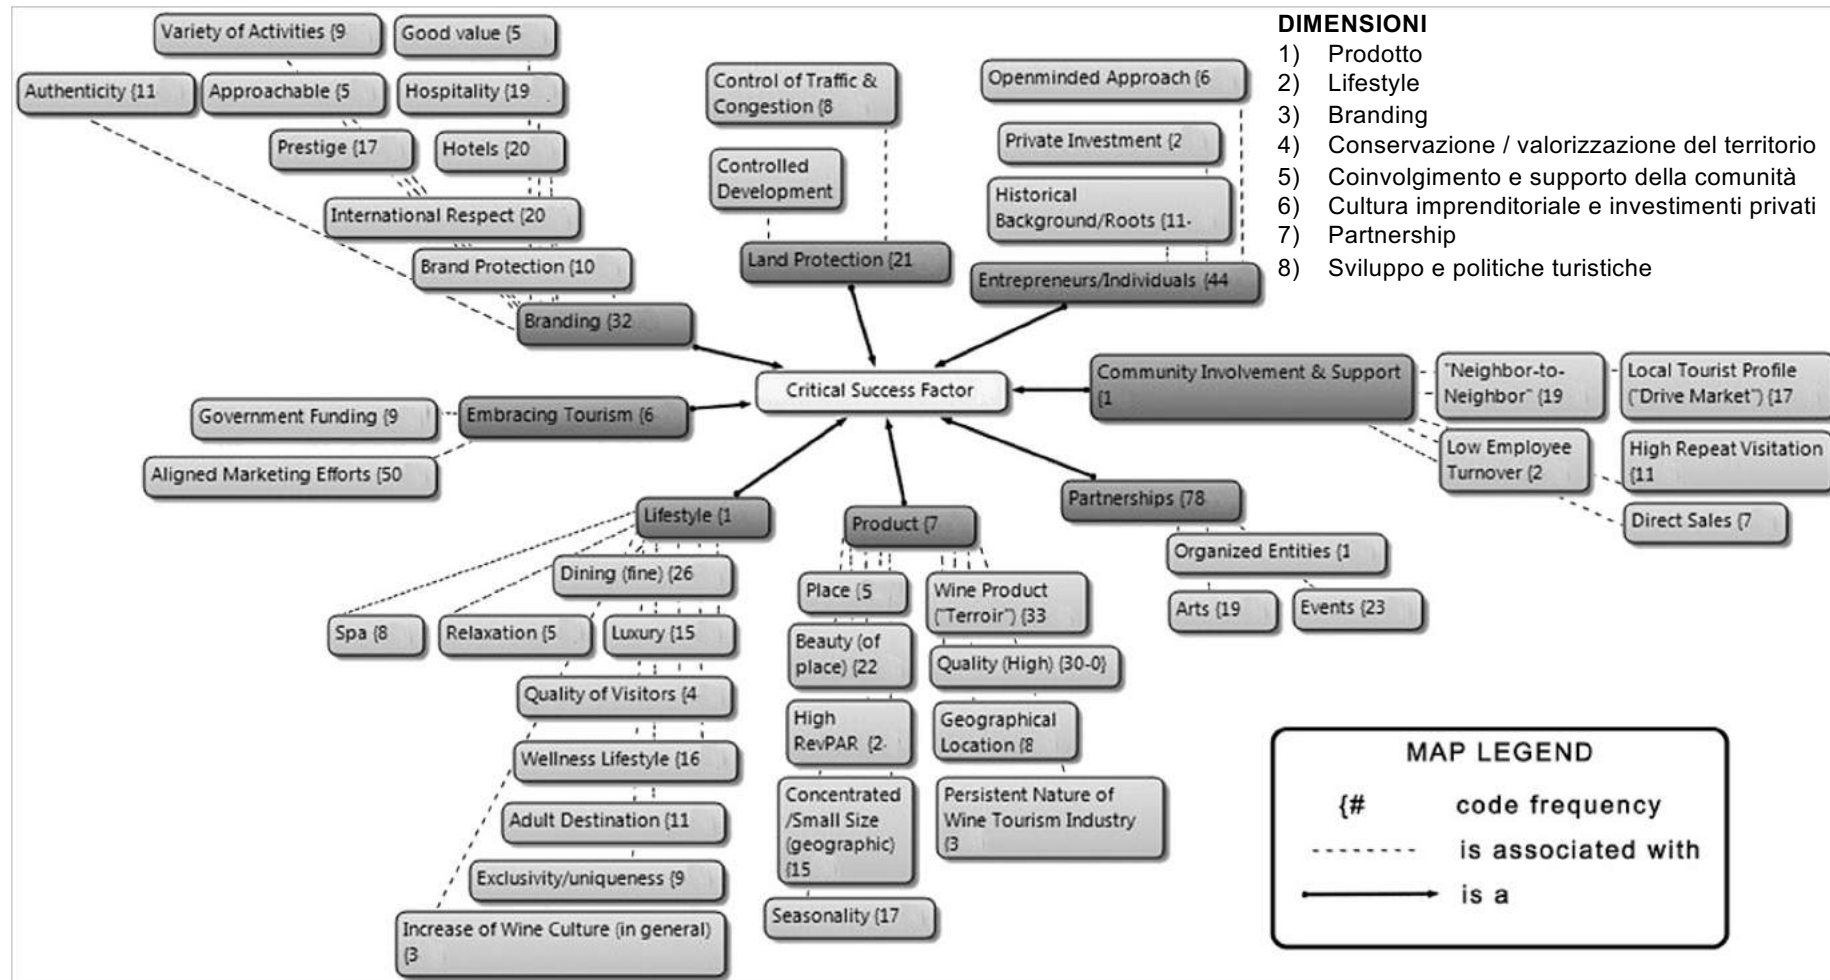 Variety of Activities {9
Good value {5
Authenticity {11
Approachable {5
Hospitality {19
Prestige {17
Hotels {20
International Respect {20
Brand Protection {10
Branding {32
Control of Traffic &
Congestion {8
Controlled
Development
Land Protection {21
Openminded Approach {6
Private Investment {2
Historical
Background/Roots {11-
Entrepreneurs/Individuals {44
DIMENSIONI
1) Prodotto
2) Lifestyle
3) Branding
4) Conservazione / valorizzazione del territorio
5) Coinvolgimento e supporto della comunità
6) Cultura imprenditoriale e investimenti privati
7) Partnership
8) Sviluppo e politiche turistiche
Critical Success Factor
Community Involvement & Support
{1
"Neighbor-to-
Neighbor" {19
Local Tourist Profile
("Drive Market") {17
Low Employee
Turnover {2
High Repeat Visitation
{11
Direct Sales {7
Government Funding {9
Embracing Tourism {6
Aligned Marketing Efforts {50
Lifestyle {1
Dining (fine) {26
Spa {8
Relaxation {5
Luxury {15
Quality of Visitors {4
Wellness Lifestyle {16
Adult Destination {11
Exclusivity/uniqueness {9
Increase of Wine Culture (in general)
{3
Product {7
Place {5
Beauty (of
place) {22
High
RevPAR {2-
Concentrated
/Small Size
(geographic)
{15
Seasonality {17
Wine Product
("Terroir") {33
Quality (High) {30-0}
Geographical
Location {8
Persistent Nature of
Wine Tourism Industry
{3
Partnerships {78
Organized Entities {1
Arts {19
Events {23
MAP LEGEND
{# code frequency
is associated with
is a